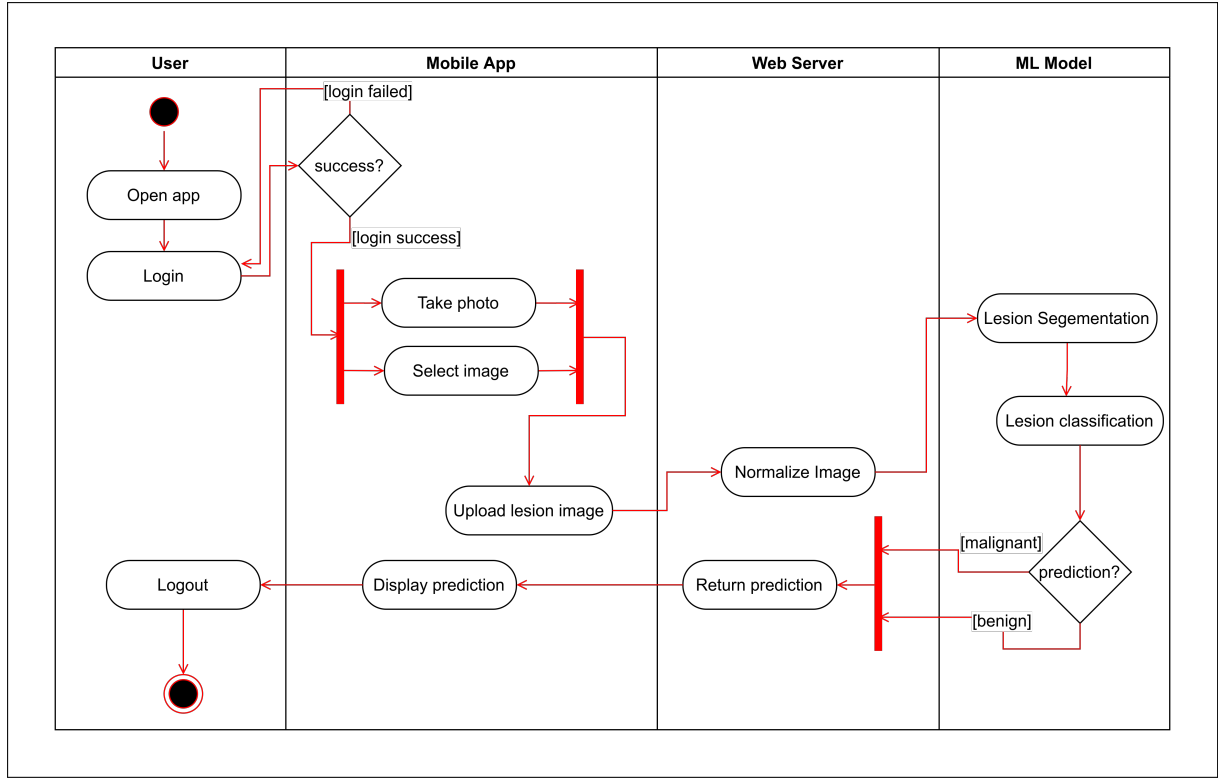 User
Mobile App
Web Server
ML Model
[login failed]
success?
Open app
[login success]
Login
Take photo
Lesion Segementation
Select image
Lesion classification
Normalize Image
Upload lesion image
[malignant]
prediction?
Logout
Display prediction
Return prediction
[benign]